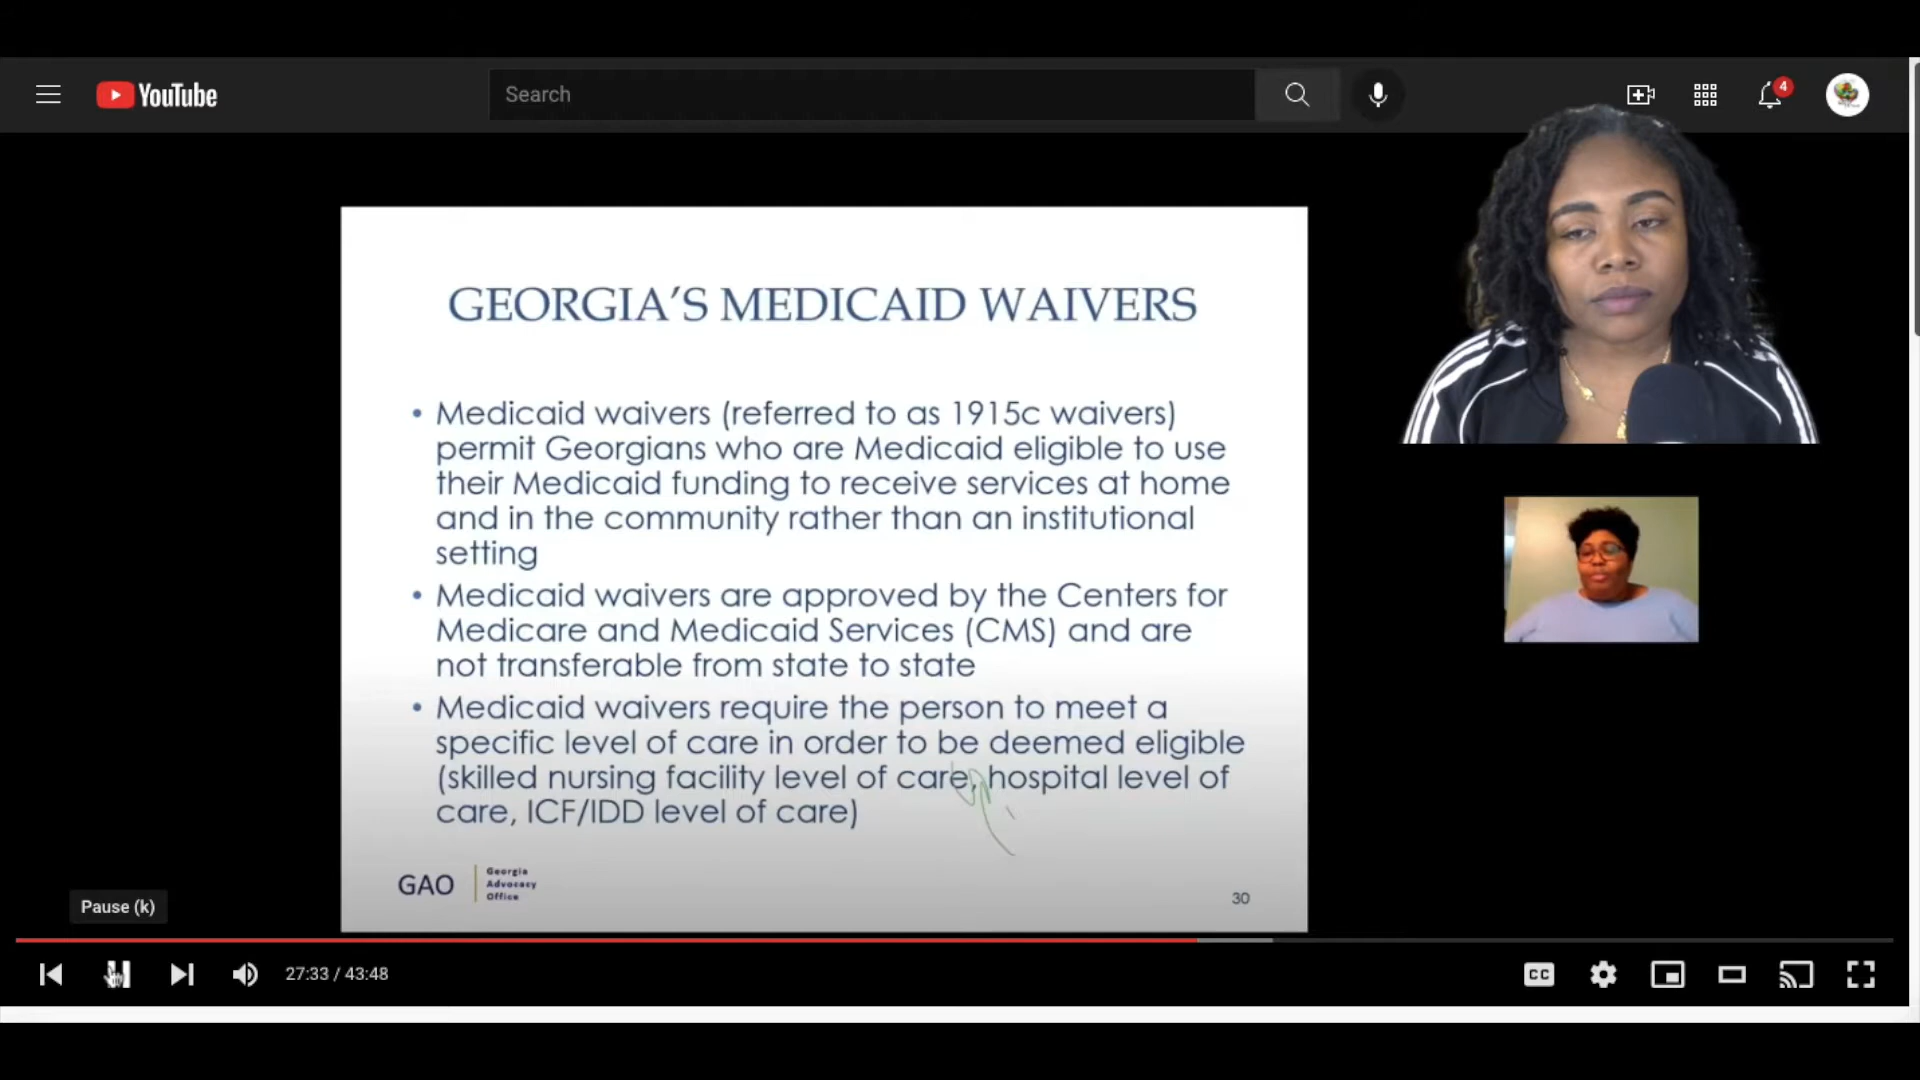 YouTube
Search
4
GEORGIA'S MEDICAID WAIVERS
• Medicaid waivers (referred to as 1915c waivers)
permit Georgians who are Medicaid eligible to use
their Medicaid funding to receive services at home
and in the community rather than an institutional
setting
• Medicaid waivers are approved by the Centers for
Medicare and Medicaid Services (CMS) and are
not transferable from state to state
• Medicaid waivers require the person to meet a
specific level of care in order to be deemed eligible
(skilled nursing facility level of care, hospital level of
care, ICF/IDD level of care)
GAO
Georgia
Advocacy
Office
30
Pause (k)
27:33 / 43:48
CC